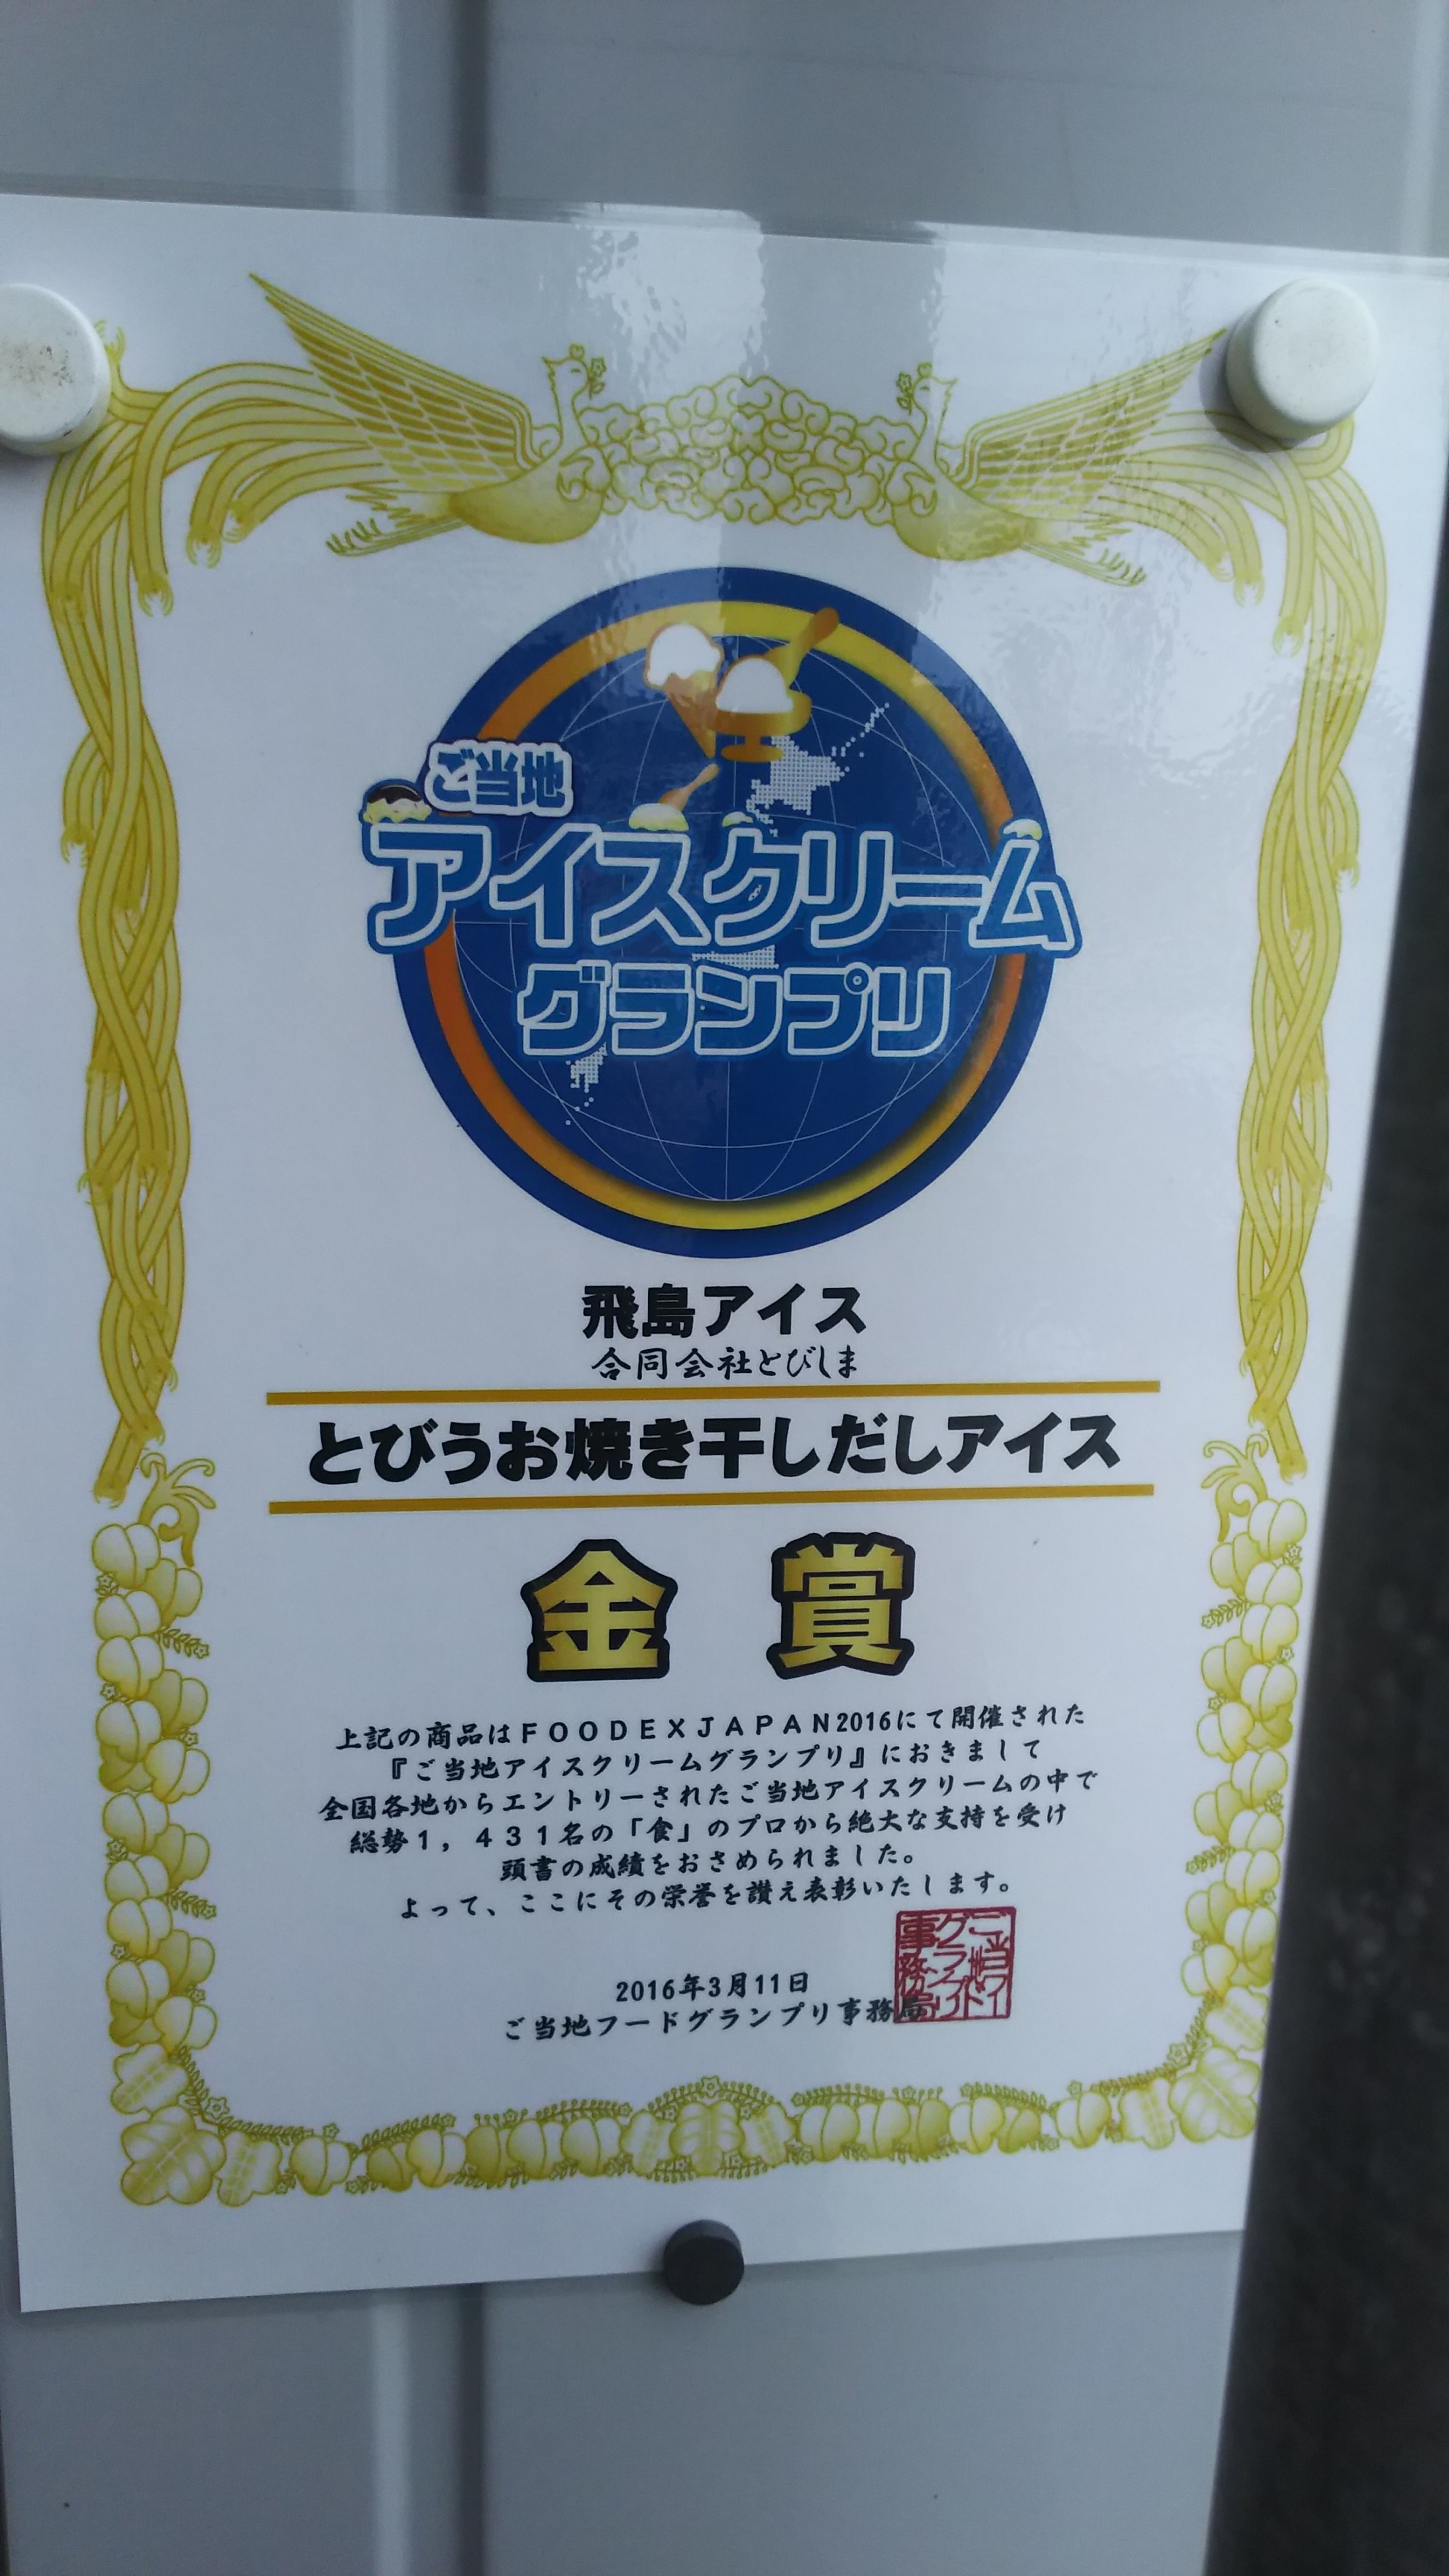 ご当地
アイスクリーム
グランプリ
飛島アイス
合同会社とびしま
とびうお焼き干しだしアイス
金賞
上記の商品はＦＯＯＤＥＸＪＡＰＡＮ2016にて開催された
『ご当地アイスクリームグランプリ』におきまして
全国各地からエントリーされたご当地アイスクリームの中で
総勢１，４３１名の「食」のプロから絶大な支持を受け
頭書の成績をおさめられました。
よって、ここにその栄誉を讃え表彰いたします。
2016年3月11日
ご当地フードグランプリ事務局